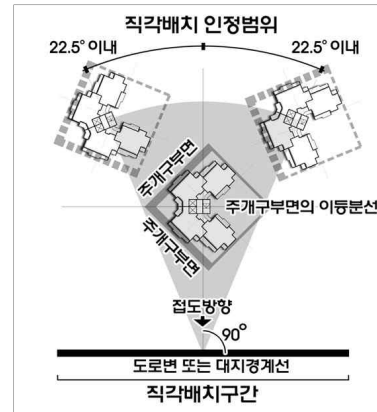 직각배치 인정범위
22.5° 이내
22.5° 이내
주개구부면
주개구부면의 이등분선
주개구부면
접도방향
90°
도로변 또는 대지경계선
직각배치구간